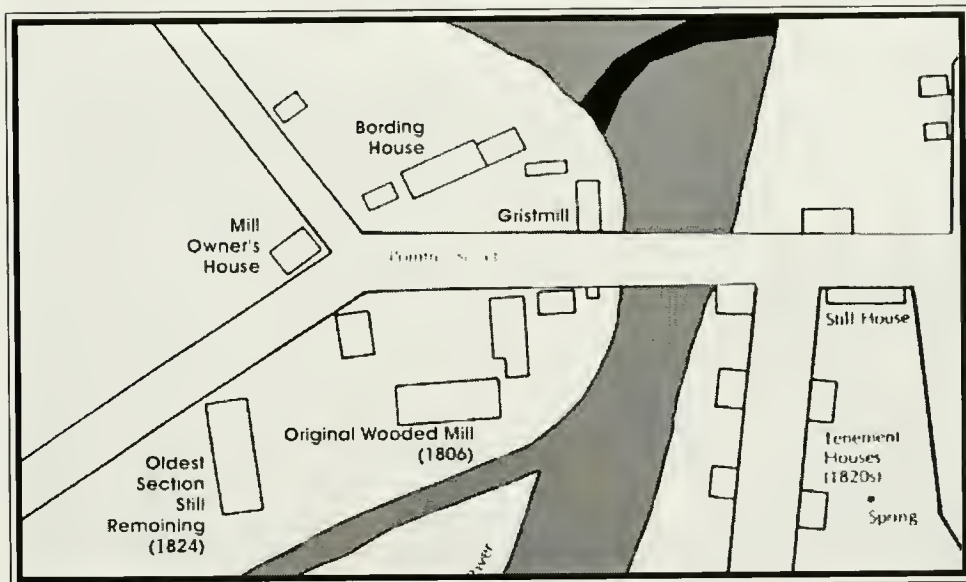 Bording
House
Gristmill
Mill
Owner's
House
Still House
Original Wooded Mill
(1806)
Oldest
Section
Still
Remoining
(1824)
Tenement
Houses
(1820s)
Spring
River